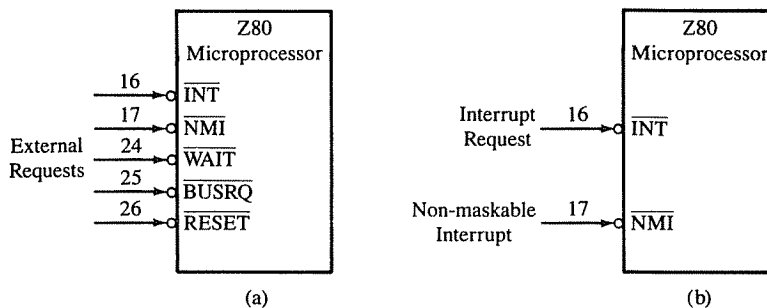 Z80
Microprocessor
16
INT
17
NMI
External
Requests
24
WAIT
25
BUSRQ
26
RESET
(a)
Z80
Microprocessor
Interrupt
Request
16
INT
Non-maskable
Interrupt
17
NMI
(b)